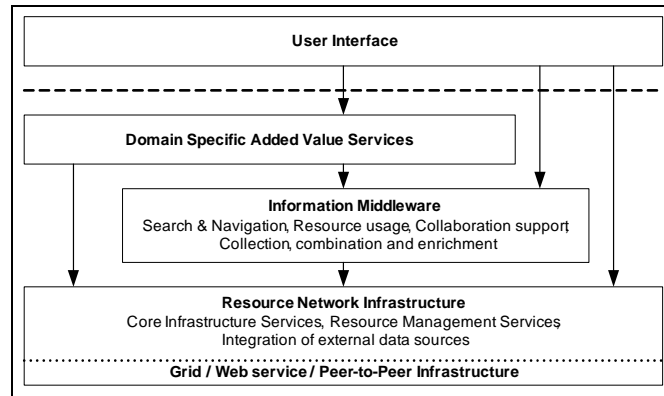 User Interface
Domain Specific Added Value Services
Information Middleware
Search & Navigation, Resource usage, Collaboration support,
Collection, combination and enrichment
Resource Network Infrastructure
Core Infrastructure Services, Resource Management Services,
Integration of external data sources
Grid / Web service / Peer-to-Peer Infrastructure